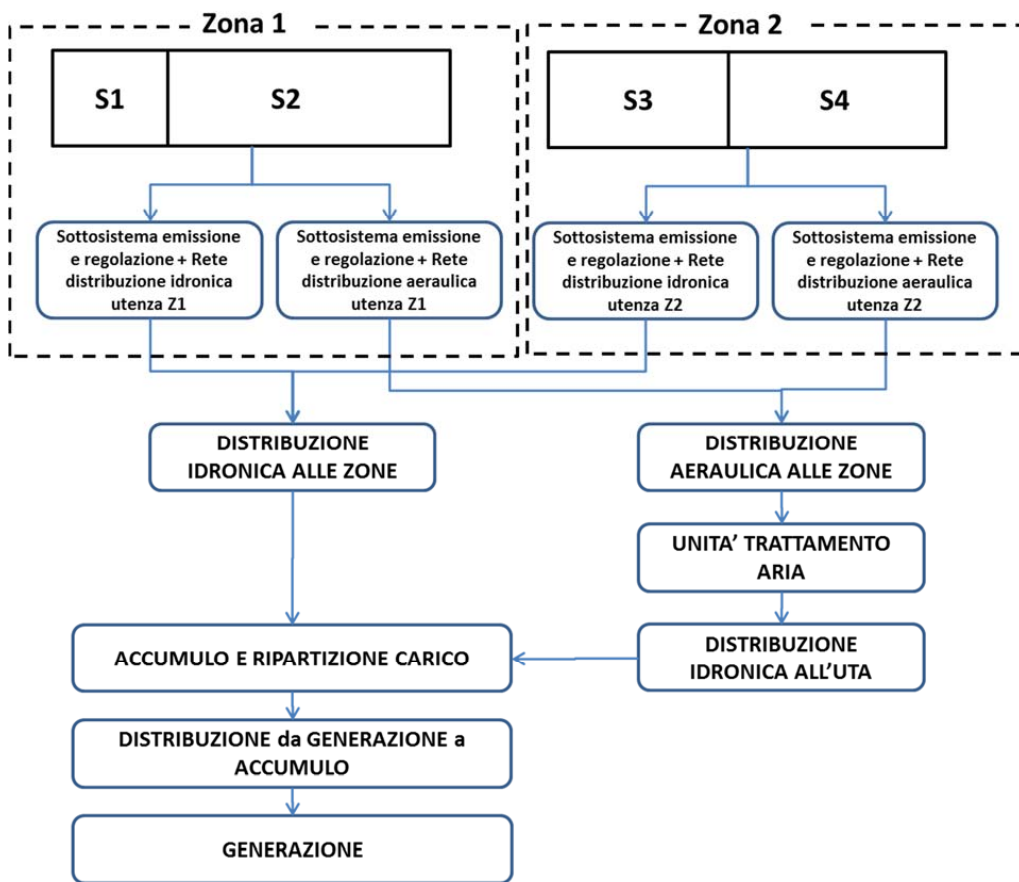 Zona 1
Zona 2
S1
S2
S3
S4
Sottosistema emissione
e regolazione + Rete
distribuzione idronica
utenza Z1
Sottosistema emissione
e regolazione + Rete
distribuzione aeraulica
utenza Z1
Sottosistema emissione
e regolazione + Rete
distribuzione idronica
utenza Z2
Sottosistema emissione
e regolazione + Rete
distribuzione aeraulica
utenza Z2
DISTRIBUZIONE
IDRONICA ALLE ZONE
DISTRIBUZIONE
AERAULICA ALLE ZONE
UNITA’ TRATTAMENTO
ARIA
ACCUMULO E RIPARTIZIONE CARICO
DISTRIBUZIONE
IDRONICA ALL’UTA
DISTRIBUZIONE da GENERAZIONE a
ACCUMULO
GENERAZIONE